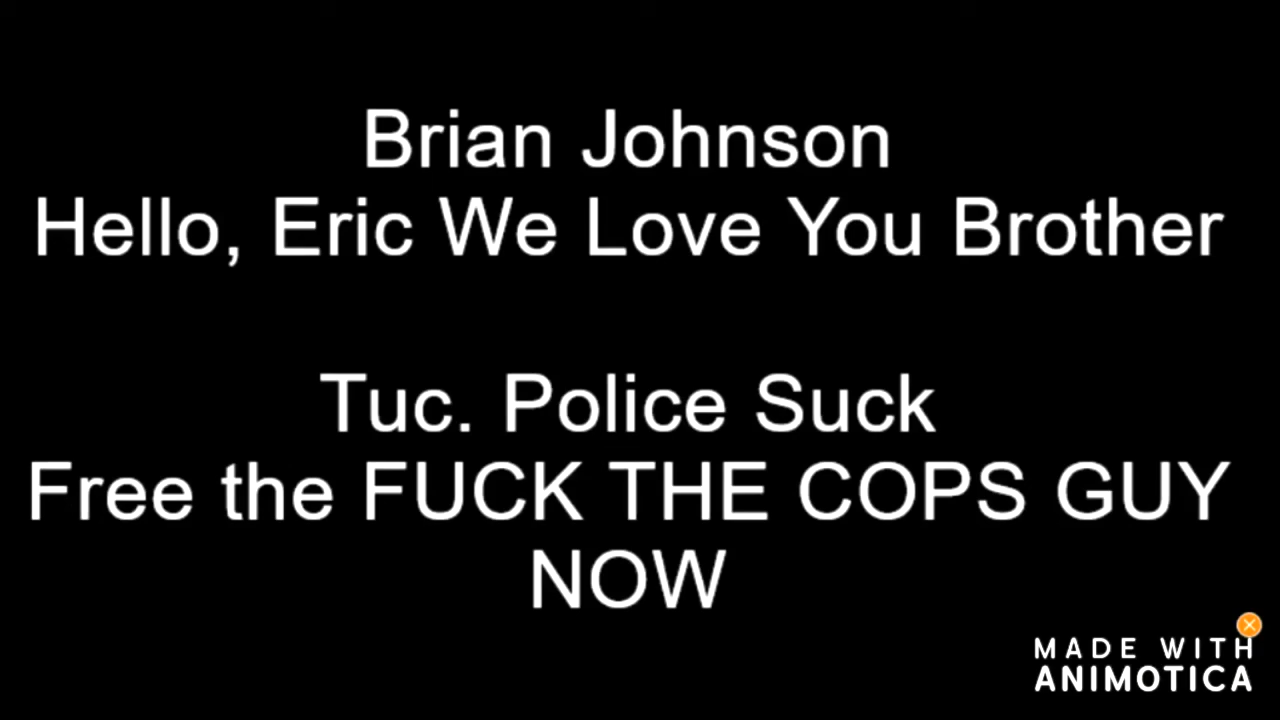 Brian Johnson
Hello, Eric We Love You Brother
Tuc. Police Suck
Free the FUCK THE COPS GUY
NOW
MADE WITH
ANIMOTICA